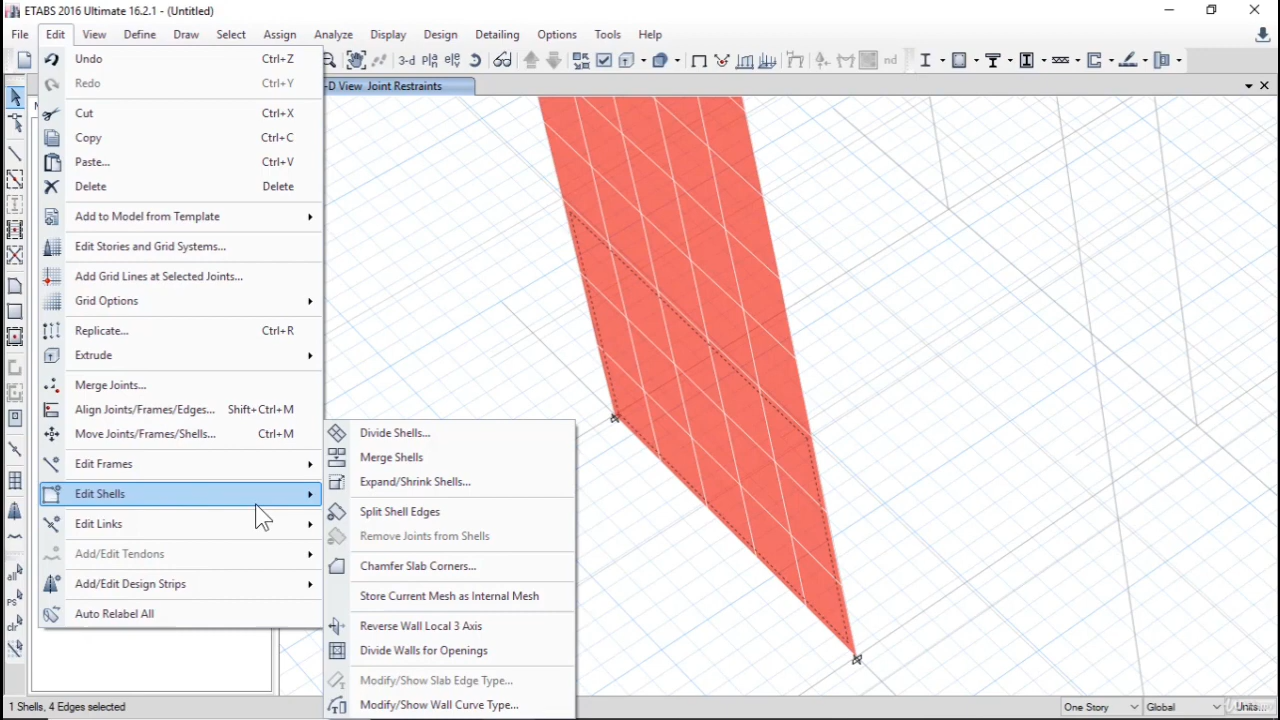 ETABS 2016 Ultimate 16.2.1 - (Untitled)
File Edit View Define Draw Select Assign Analyze Display Design Detailing Options Tools Help
3-d
nd
-D View Joint Restraints
Undo Ctrl+Z
Redo Ctrl+Y
Cut Ctrl+X
Copy Ctrl+C
Paste...
Ctrl+V
Delete Delete
Add to Model from Template
Edit Stories and Grid Systems...
Add Grid Lines at Selected Joints...
Grid Options
Replicate... Ctrl+R
Extrude
Merge Joints...
Align Joints/Frames/Edges... Shift+Ctrl+M
Move Joints/Frames/Shells... Ctrl+M
Edit Frames
Edit Shells
Edit Links
Add/Edit Tendons
Add/Edit Design Strips
Auto Relabel All
Divide Shells...
Merge Shells
Expand/Shrink Shells...
Split Shell Edges
Remove Joints from Shells
Chamfer Slab Corners...
Store Current Mesh as Internal Mesh
Reverse Wall Local 3 Axis
Divide Walls for Openings
Modify/Show Slab Edge Type...
Modify/Show Wall Curve Type...
all
PS
clr
1 Shells, 4 Edges selected
One Story Global Units...